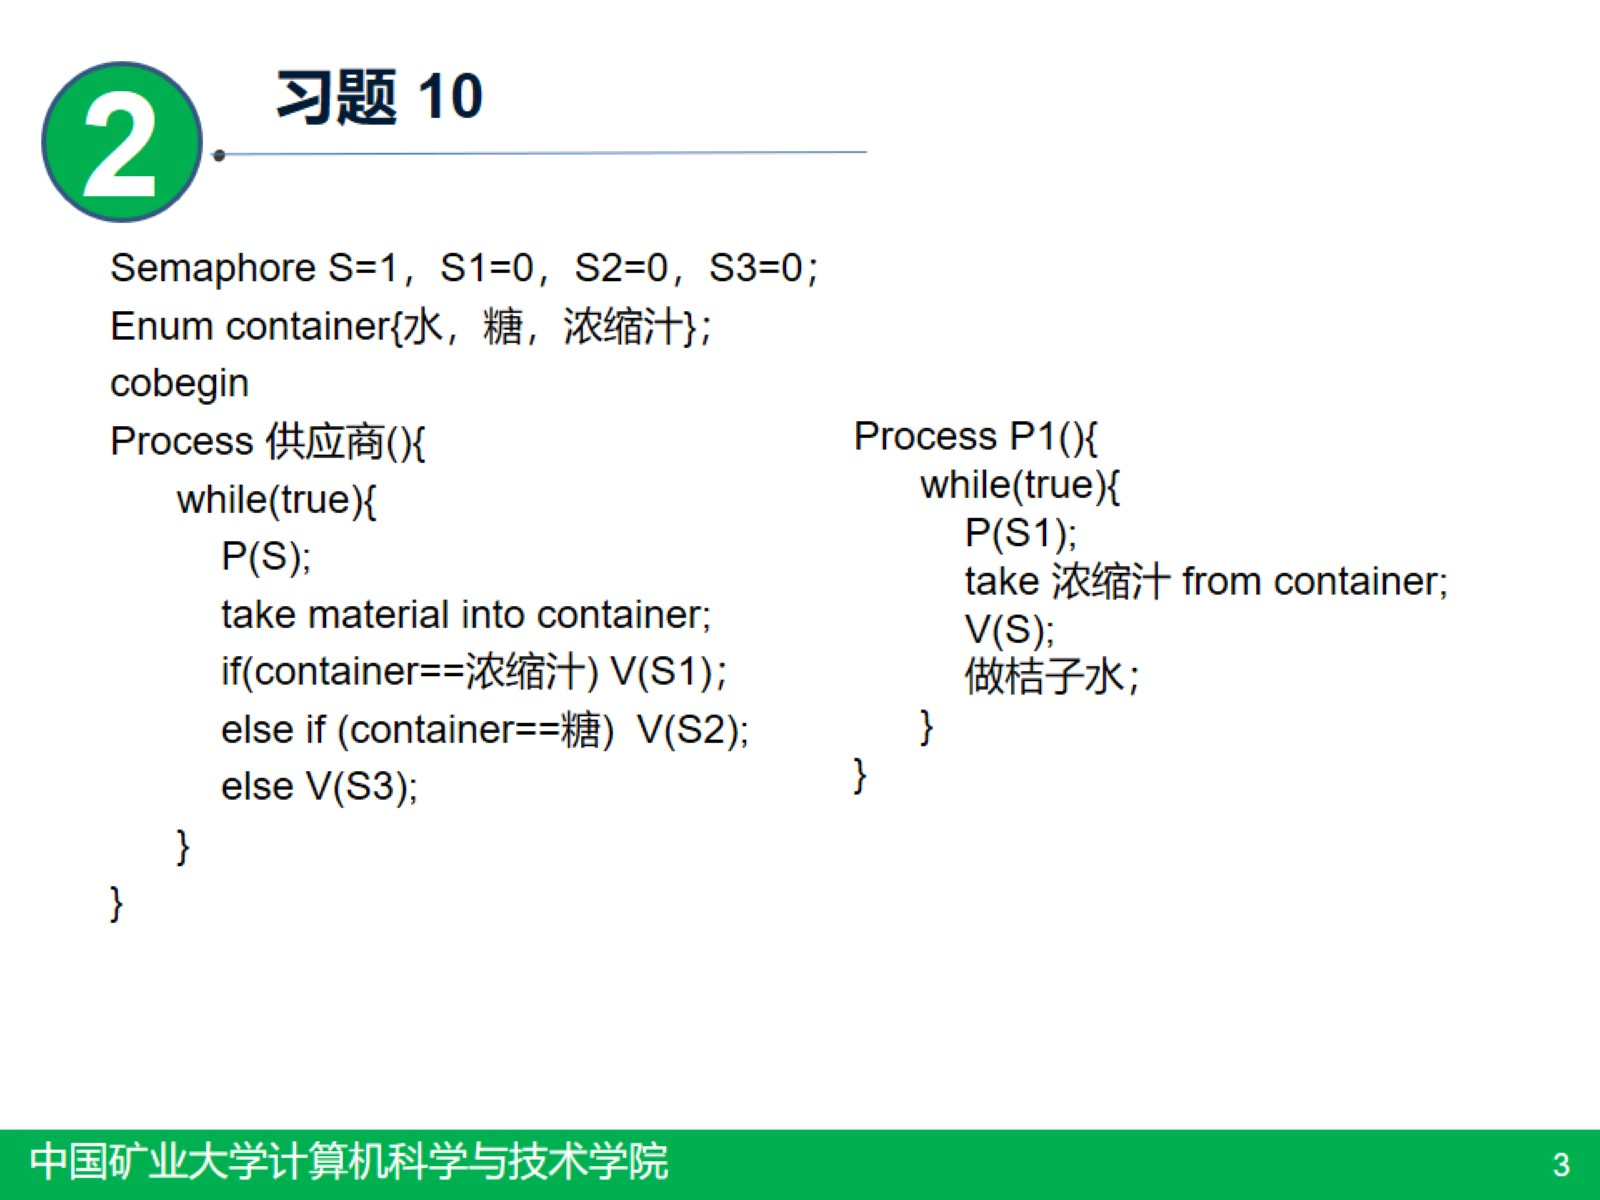 2
习题 10
Semaphore S=1，S1=0，S2=0，S3=0；
Enum container{水，糖，浓缩汁}；
cobegin
Process 供应商(){
while(true){
P(S);
take material into container;
if(container==浓缩汁) V(S1)；
else if (container==糖)  V(S2);
else V(S3);
}
}
Process P1(){
while(true){
P(S1);
take 浓缩汁 from container;
V(S);
做桔子水；
}
}
中国矿业大学计算机科学与技术学院
3